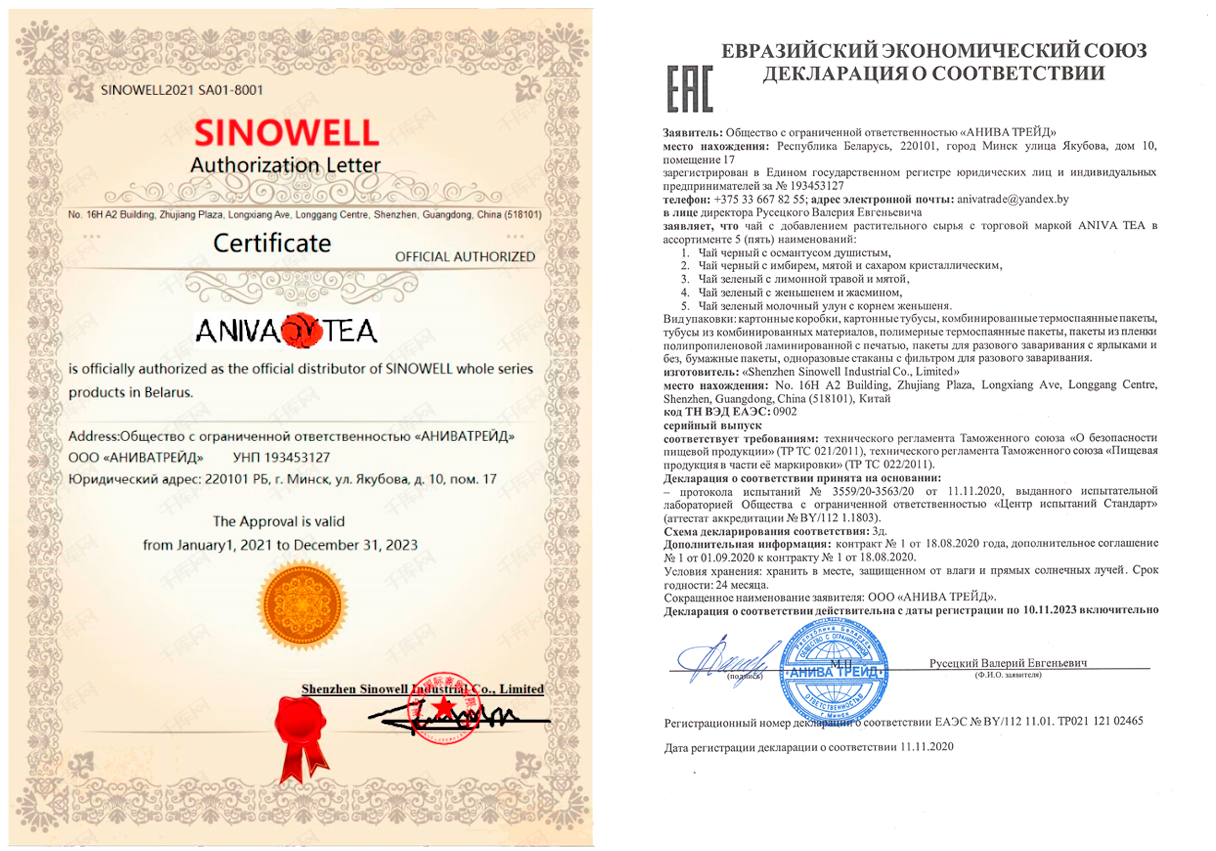 SINOWELL2021 SA01-8001
SINOWELL
Authorization Letter
No. 16H A2 Building, Zhujiang Plaza, Longxiang Ave, Longgang Centre, Shenzhen, Guangdong, China (518101)
Certificate
OFFICIAL AUTHORIZED
ANIVA TEA
is officially authorized as the official distributor of SINOWELL whole series
products in Belarus.
Address:Общество с ограниченной ответственностью «АНИВАТРЕЙД»
ООО «АНИВАТРЕЙД» УНП 193453127
Юридический адрес: 220101 РБ, г. Минск, ул. Якубова, д. 10, пом. 17
The Approval is valid
from January1, 2021 to December 31, 2023
Shenzhen Sinowell Industrial Co., Limited
ЕВРАЗИЙСКИЙ ЭКОНОМИЧЕСКИЙ СОЮЗ
ДЕКЛАРАЦИЯ О СООТВЕТСТВИИ
ЕАС
Заявитель: Общество с ограниченной ответственностью «АНИВА ТРЕЙД»
место нахождения: Республика Беларусь, 220101, город Минск улица Якубова, дом 10,
помещение 17
зарегистрирован в Едином государственном регистре юридических лиц и индивидуальных
предпринимателей за № 193453127
телефон: +375 33 667 82 55; адрес электронной почты: anivatrade@yandex.by
в лице директора Русецкого Валерия Евгеньевича
заявляет, что чай с добавлением растительного сырья с торговой маркой ANIVA TEA в
ассортименте 5 (пять) наименований:
1. Чай черный с османтусом душистым,
2. Чай черный с имбирем, мятой и сахаром кристаллическим,
3. Чай зеленый с лимонной травой и мятой,
4. Чай зеленый с женьшенем и жасмином,
5. Чай зеленый молочный улун с корнем женьшеня.
Вид упаковки: картонные коробки, картонные тубусы, комбинированные термоспаянные пакеты,
тубусы из комбинированных материалов, полимерные термоспаянные пакеты, пакеты из пленки
полипропиленовой ламинированной с печатью, пакеты для разового заваривания с ярлыками и
без, бумажные пакеты, одноразовые стаканы с фильтром для разового заваривания.
изготовитель: «Shenzhen Sinowell Industrial Co., Limited»
место нахождения: No. 16H A2 Building, Zhujiang Plaza, Longxiang Ave, Longgang Centre,
Shenzhen, Guangdong, China (518101), Китай
код ТН ВЭД ЕАЭС: 0902
серийный выпуск
соответствует требованиям: технического регламента Таможенного союза «О безопасности
пищевой продукции» (ТР ТС 021/2011), технического регламента Таможенного союза «Пищевая
продукция в части её маркировки» (ТР ТС 022/2011).
Декларация о соответствии принята на основании:
– протокола испытаний № 3559/20-3563/20 от 11.11.2020, выданного испытательной
лабораторией Общества с ограниченной ответственностью «Центр испытаний Стандарт»
(аттестат аккредитации № BY/112 1.1803).
Схема декларирования соответствия: 3д.
Дополнительная информация: контракт № 1 от 18.08.2020 года, дополнительное соглашение
№ 1 от 01.09.2020 к контракту № 1 от 18.08.2020.
Условия хранения: хранить в месте, защищенном от влаги и прямых солнечных лучей. Срок
годности: 24 месяца.
Сокращенное наименование заявителя: ООО «АНИВА ТРЕЙД».
Декларация о соответствии действительна с даты регистрации по 10.11.2023 включительно
Республика Беларусь
ОБЩЕСТВО С ОГРАНИЧЕННОЙ
АНИВА ТРЕЙД
ОТВЕТСТВЕННОСТЬЮ
г. Минск
(подпись)
М.П.
Русецкий Валерий Евгеньевич
(Ф.И.О. заявителя)
Регистрационный номер декларации о соответствии ЕАЭС № BY/112 11.01. ТР021 121 02465
Дата регистрации декларации о соответствии 11.11.2020